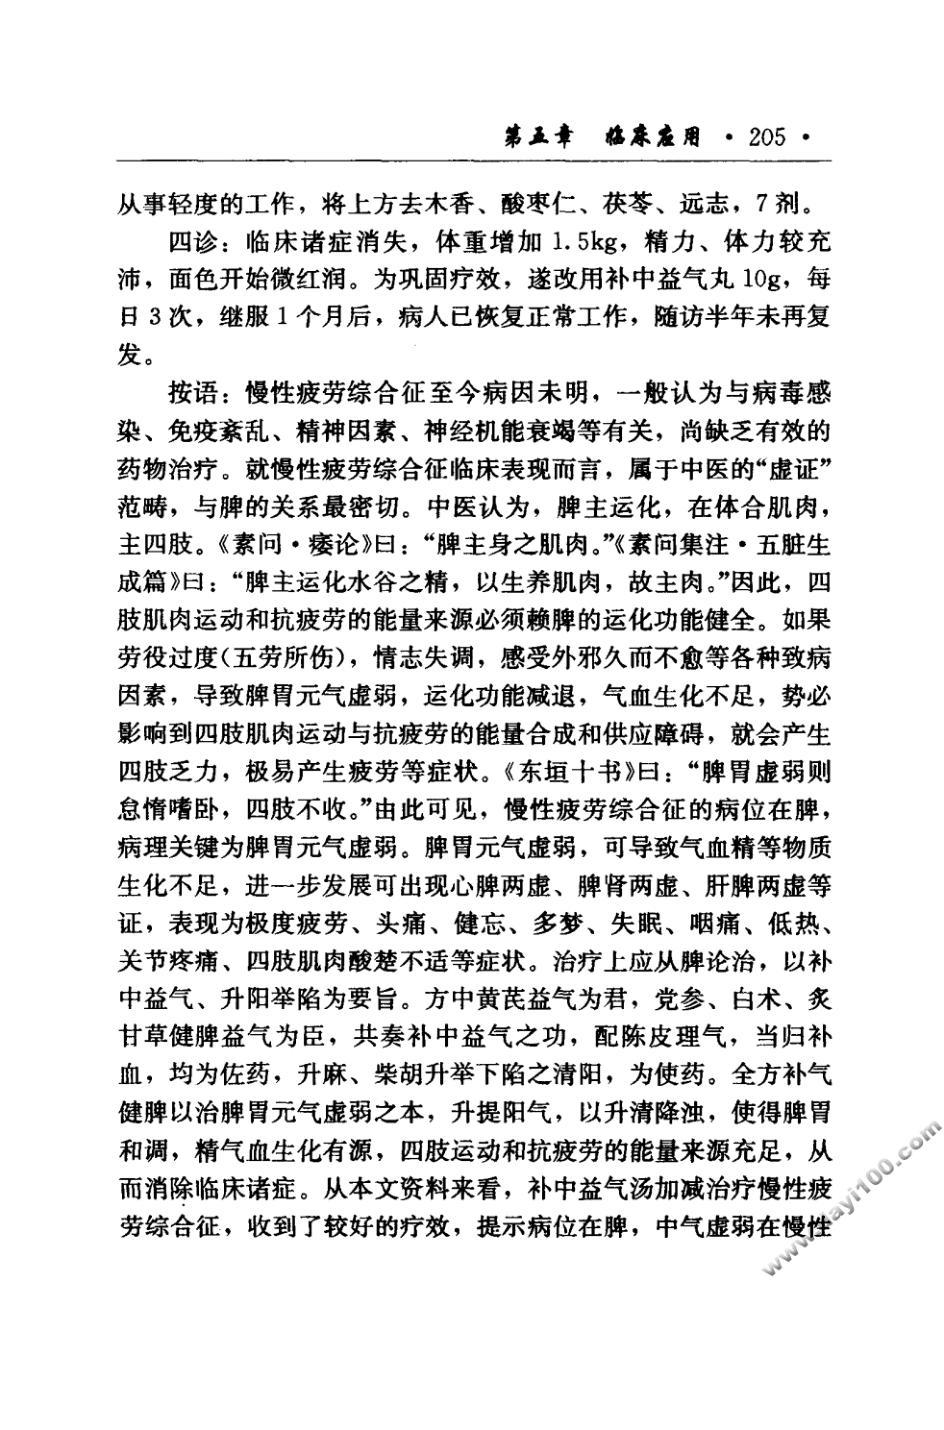 第五章 临床应用 · 205 ·
从事轻度的工作，将上方去木香、酸枣仁、茯苓、远志，7 剂。
四诊：临床诸症消失，体重增加 1.5kg，精力、体力较充
沛，面色开始微红润。为巩固疗效，遂改用补中益气丸 10g，每
日 3 次，继服 1 个月后，病人已恢复正常工作，随访半年未再复
发。
按语：慢性疲劳综合征至今病因未明，一般认为与病毒感
染、免疫紊乱、精神因素、神经机能衰竭等有关，尚缺乏有效的
药物治疗。就慢性疲劳综合征临床表现而言，属于中医的“虚证”
范畴，与脾的关系最密切。中医认为，脾主运化，在体合肌肉，
主四肢。《素问·痿论》曰：“脾主身之肌肉。”《素问集注·五脏生
成篇》曰：“脾主运化水谷之精，以生养肌肉，故主肉。”因此，四
肢肌肉运动和抗疲劳的能量来源必须赖脾的运化功能健全。如果
劳役过度（五劳所伤），情志失调，感受外邪久而不愈等各种致病
因素，导致脾胃元气虚弱，运化功能减退，气血生化不足，势必
影响到四肢肌肉运动与抗疲劳的能量合成和供应障碍，就会产生
四肢乏力，极易产生疲劳等症状。《东垣十书》曰：“脾胃虚弱则
怠惰嗜卧，四肢不收。”由此可见，慢性疲劳综合征的病位在脾，
病理关键为脾胃元气虚弱。脾胃元气虚弱，可导致气血精等物质
生化不足，进一步发展可出现心脾两虚、脾肾两虚、肝脾两虚等
证，表现为极度疲劳、头痛、健忘、多梦、失眠、咽痛、低热、
关节疼痛、四肢肌肉酸楚不适等症状。治疗上应从脾论治，以补
中益气、升阳举陷为要旨。方中黄芪益气为君，党参、白术、炙
甘草健脾益气为臣，共奏补中益气之功，配陈皮理气，当归补
血，均为佐药，升麻、柴胡升举下陷之清阳，为使药。全方补气
健脾以治脾胃元气虚弱之本，升提阳气，以升清降浊，使得脾胃
和调，精气血生化有源，四肢运动和抗疲劳的能量来源充足，从
而消除临床诸症。从本文资料来看，补中益气汤加减治疗慢性疲
劳综合征，收到了较好的疗效，提示病位在脾，中气虚弱在慢性